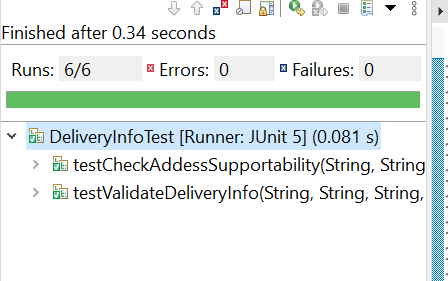 Finished after 0.34 seconds
Runs: 6/6 Errors: 0 Failures: 0
DeliveryInfoTest [Runner: JUnit 5] (0.081 s)
testCheckAddessSupportability(String, String
testValidateDeliveryInfo(String, String, String,